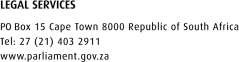 LEGAL SERVICES
PO Box 15 Cape Town 8000 Republic of South Africa
Tel: 27 (21) 403 2911
www.parliament.gov.za